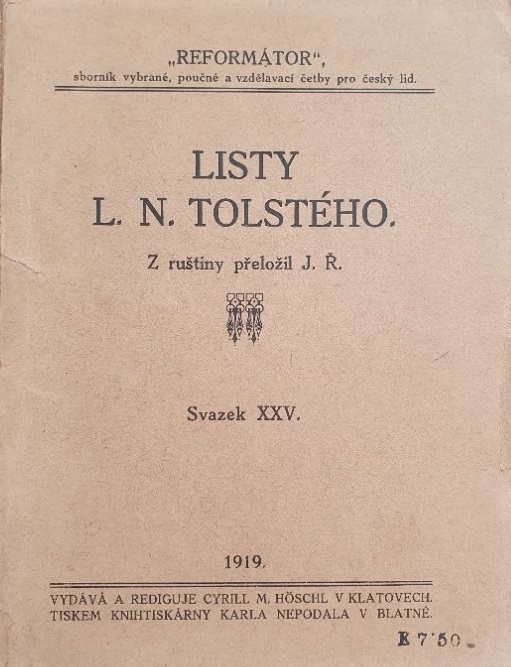 „REFORMÁTOR“,
sborník vybrané, poučné a vzdělavací četby pro český lid.
LISTY
L. N. TOLSTÉHO.
Z ruštiny přeložil J. Ř.
Svazek XXV.
1919.
VYDÁVÁ A REDIGUJE CYRILL M. HÖSCHL V KLATOVECH.
TISKEM KNIHTISKÁRNY KARLA NEPODALA V BLATNÉ.
K 7·50